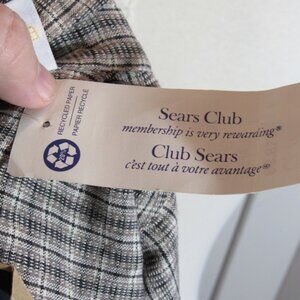 RECYCLED PAPER
PAPIER RECYCLÉ
Sears Club
membership is very rewarding®
Club Sears
c'est tout à votre avantage